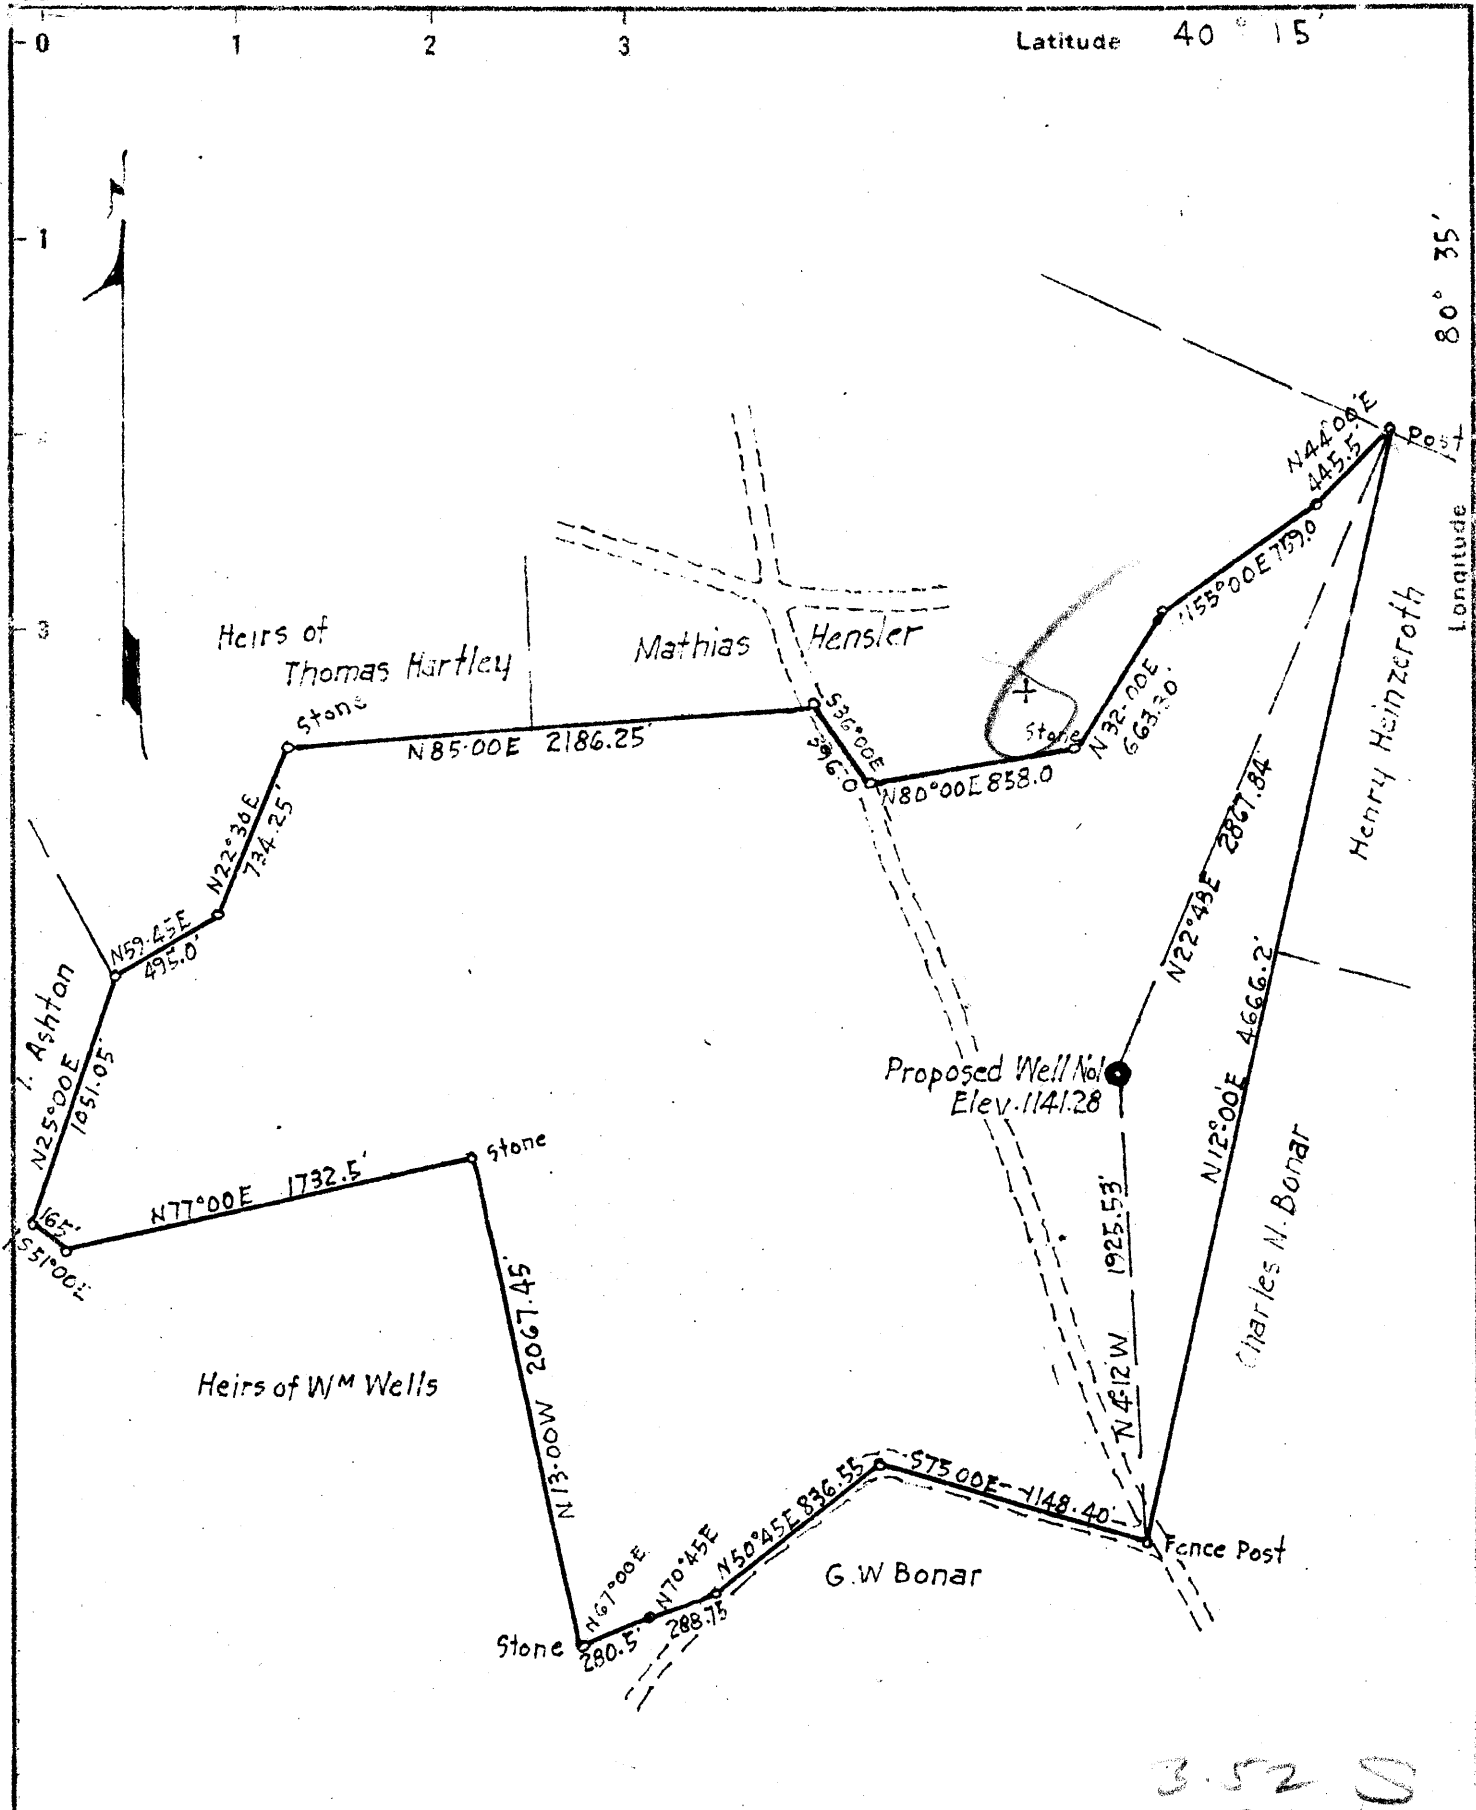 0 1 2 3 Latitude 40° 15'
1
80° 35'
2
N44°00'E
445.5'
Post
Longitude
N55°00E 759.0
3
Heirs of
Thomas Hartley
Mathias Hensler
Henry Heinzeroth
Stone
Stone
N85·00E 2186.25'
S36°00E
396.0
N80°00E 858.0
N32-00E
663.30'
N22°30E
734.25'
N22°48E 2867.84'
N59·45E
495.0'
Ashton
N25°00E
1051.05'
Proposed Well No1
Elev. 1141.28
N12°00'E 4666.2'
Charles N. Bonar
Stone
N77°00E 1732.5'
165'
S51°00E
N4·12W 1925.53'
N13·00W 2067.45'
Heirs of Wᴹ Wells
S75 00E 1148.40
N50°45E 836.55
Fence Post
N70°45E
288.75
N67°00E
280.5'
G.W Bonar
Stone
3.52 S